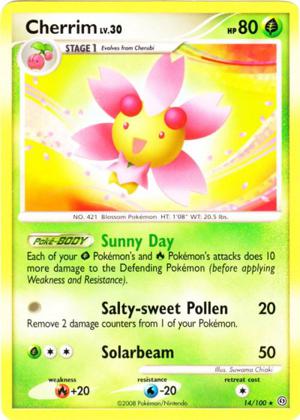 Cherrim LV.30 HP 80
STAGE 1 Evolves from Cherubi
NO. 421 Blossom Pokémon HT. 1'08" WT. 20.5 lbs.
Poké-BODY Sunny Day
Each of your Pokémon's and Pokémon's attacks does 10
more damage to the Defending Pokémon (before applying
Weakness and Resistance).
Salty-sweet Pollen 20
Remove 2 damage counters from 1 of your Pokémon.
Solarbeam 50
Illus. Suwama Chiaki
weakness resistance retreat cost
+20 -20
©2008 Pokémon/Nintendo 14/100 ★